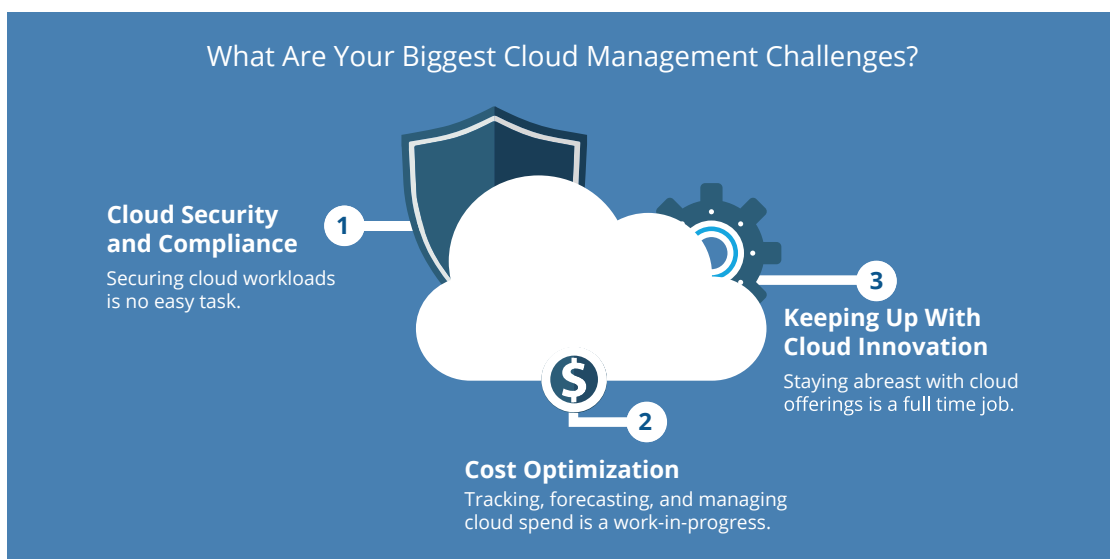 What Are Your Biggest Cloud Management Challenges?
1
Cloud Security
and Compliance
Securing cloud workloads
is no easy task.
$
2
Cost Optimization
Tracking, forecasting, and managing
cloud spend is a work-in-progress.
3
Keeping Up With
Cloud Innovation
Staying abreast with cloud
offerings is a full time job.